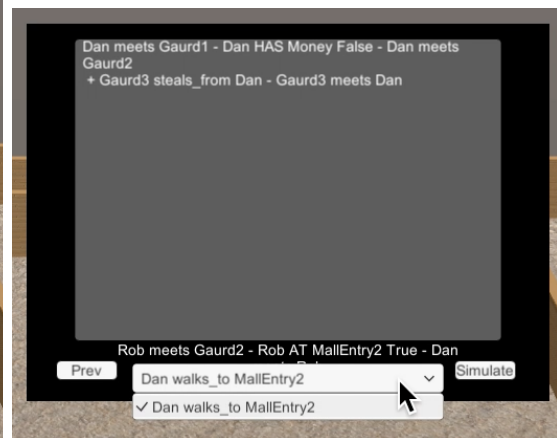 Dan meets Gaurd1 - Dan HAS Money False - Dan meets
Gaurd2
+ Gaurd3 steals_from Dan - Gaurd3 meets Dan
Rob meets Gaurd2 - Rob AT MallEntry2 True - Dan
Prev
Dan walks_to MallEntry2
Simulate
✓ Dan walks_to MallEntry2